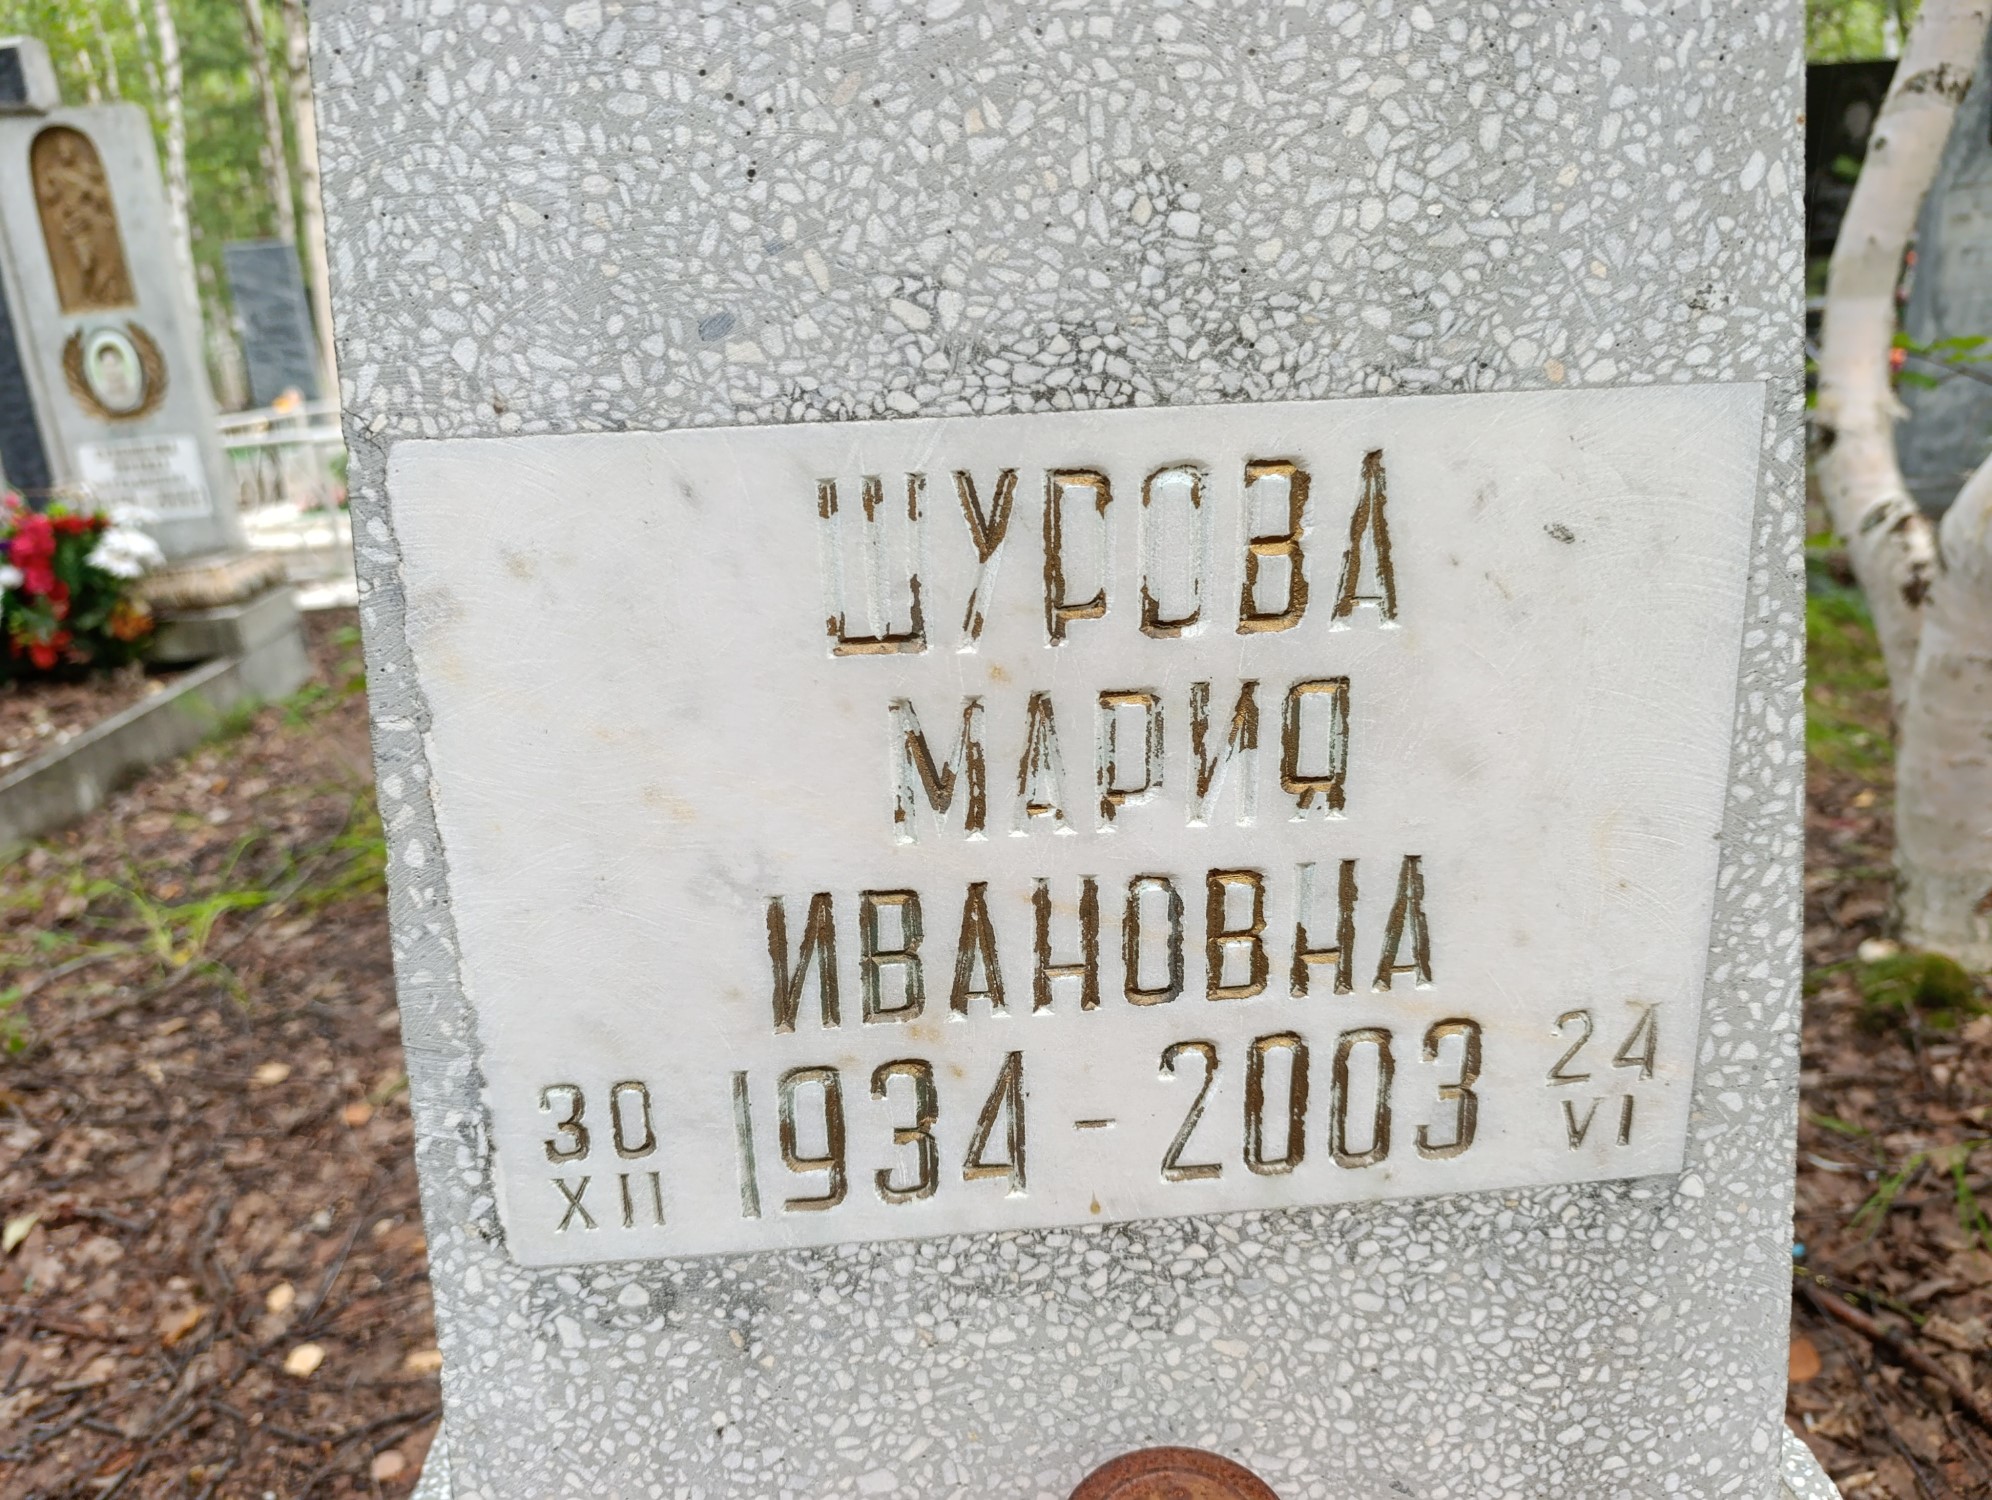 ШУРОВА
МАРИЯ
ИВАНОВНА
30 XII 1934 - 2003 24 VI